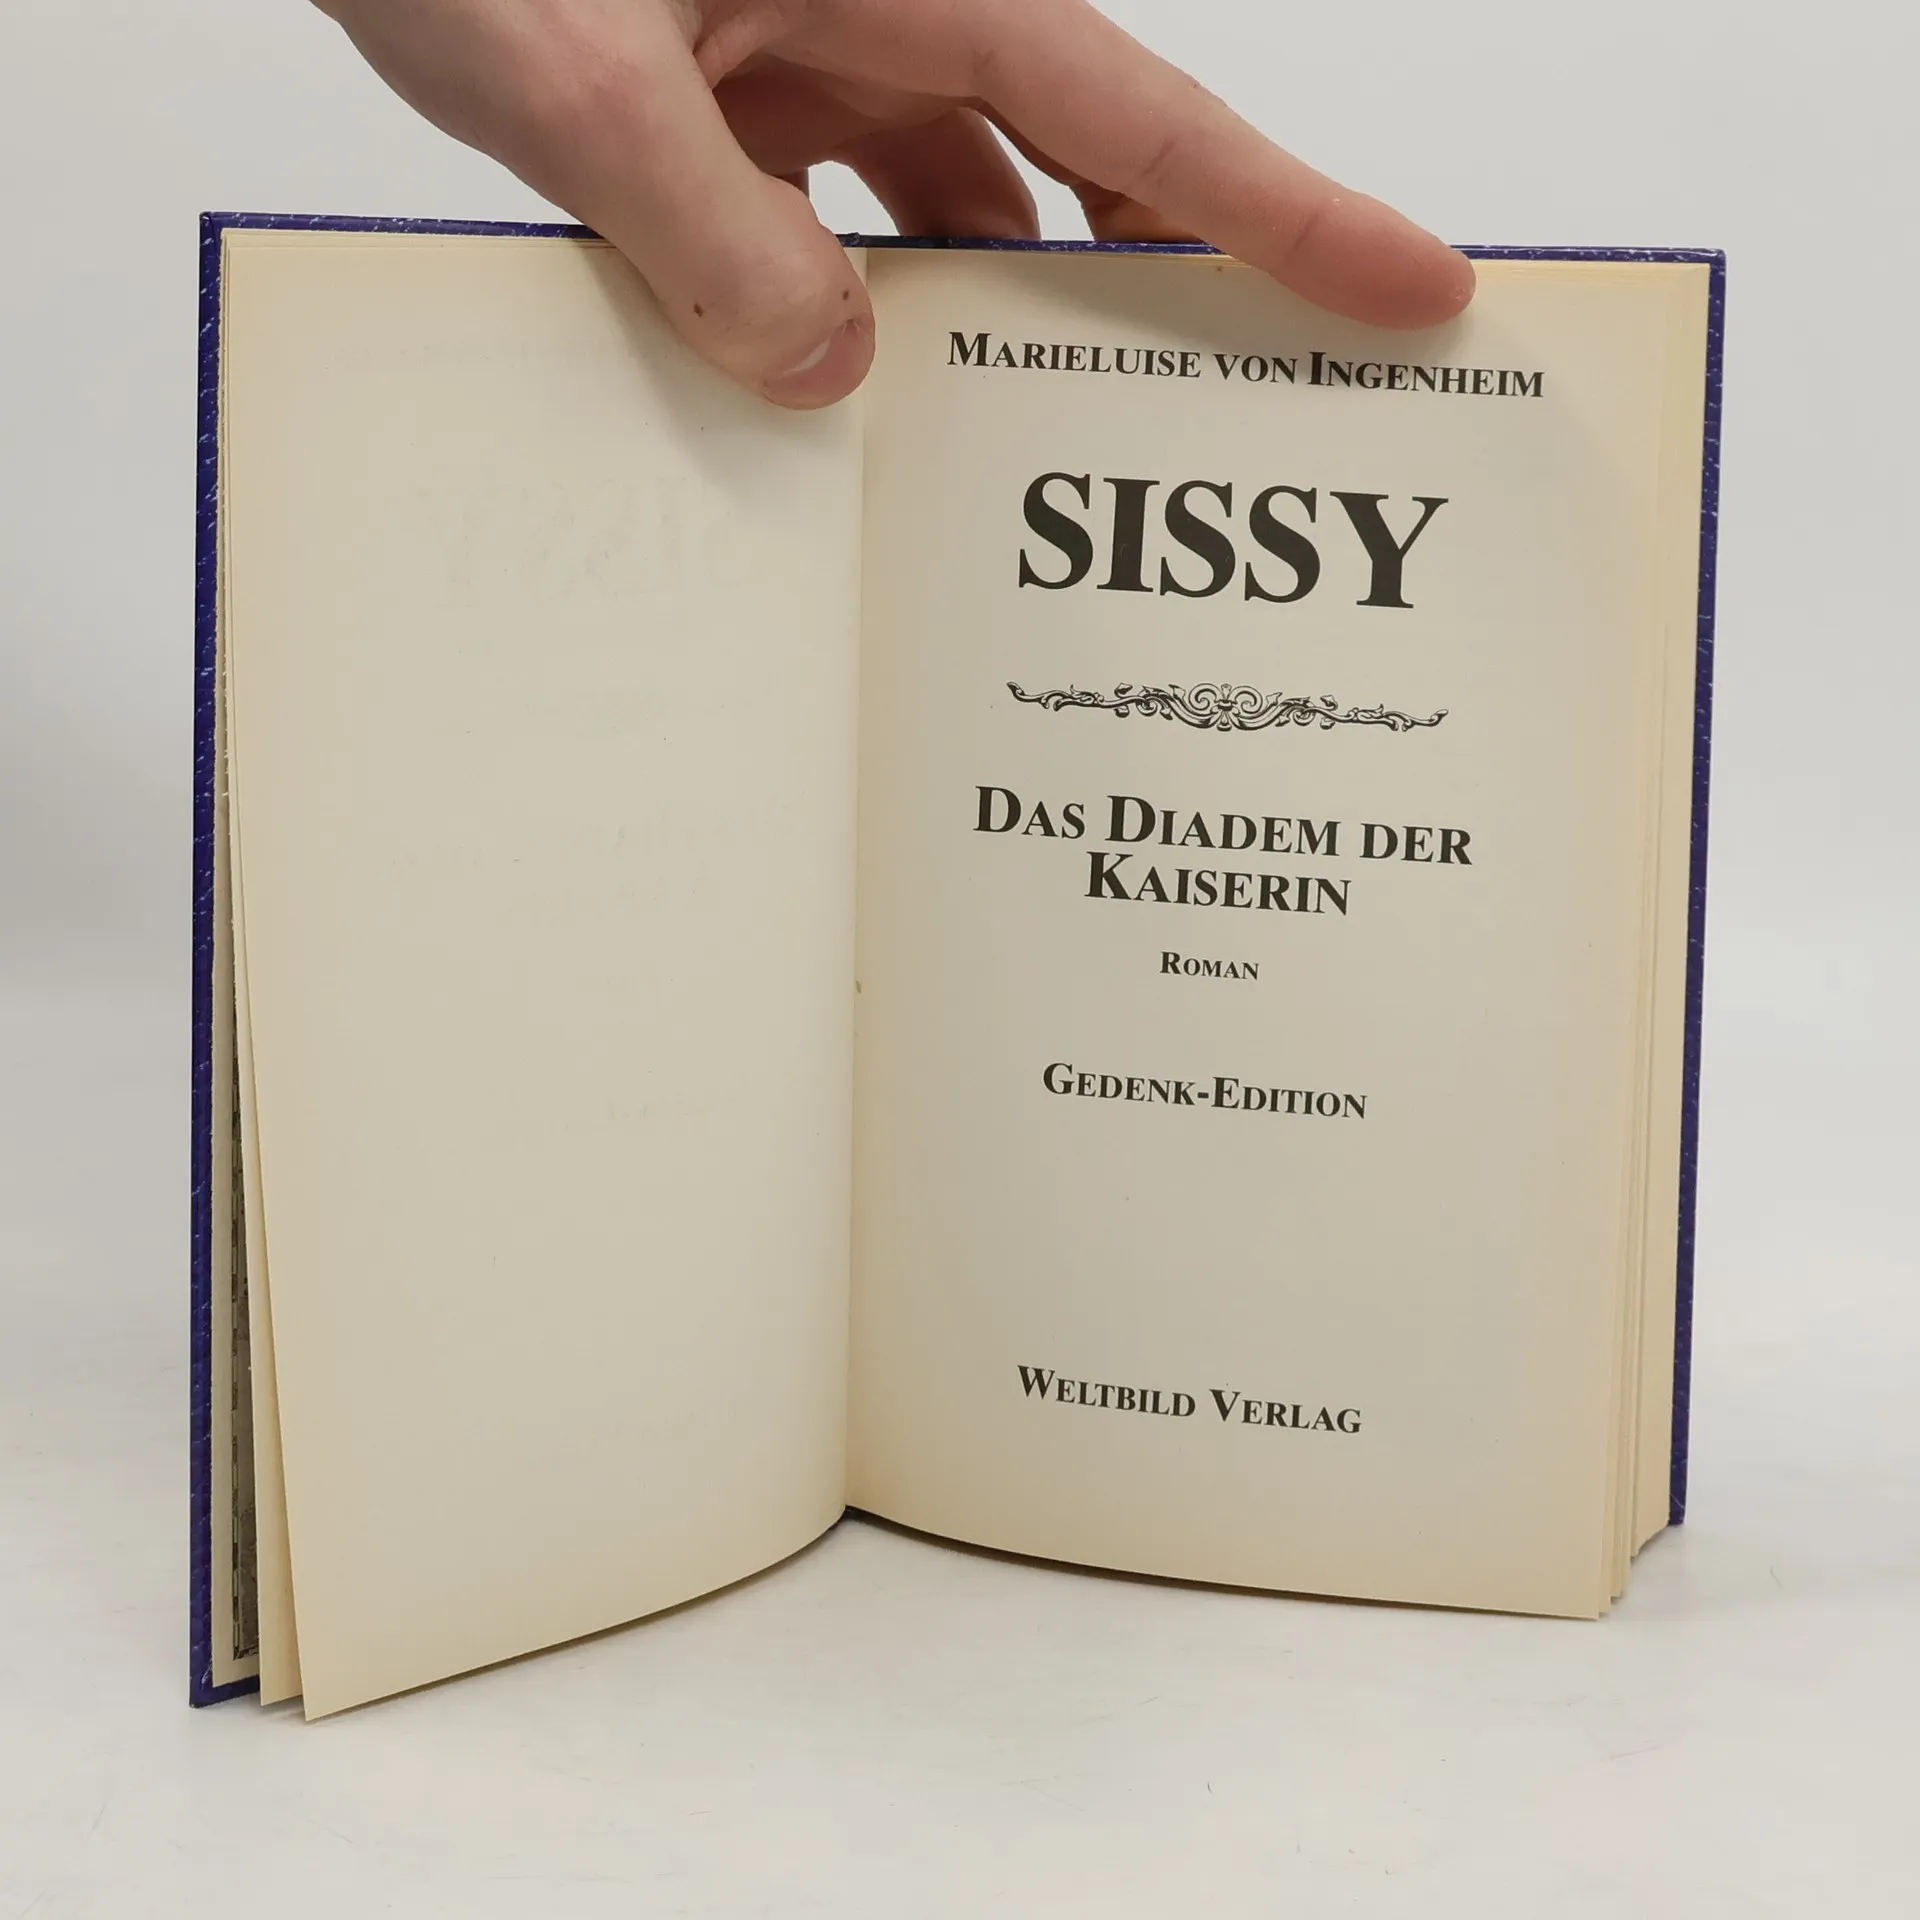 MARIELUISE VON INGENHEIM
SISSY
DAS DIADEM DER
KAISERIN
ROMAN
GEDENK-EDITION
WELTBILD VERLAG